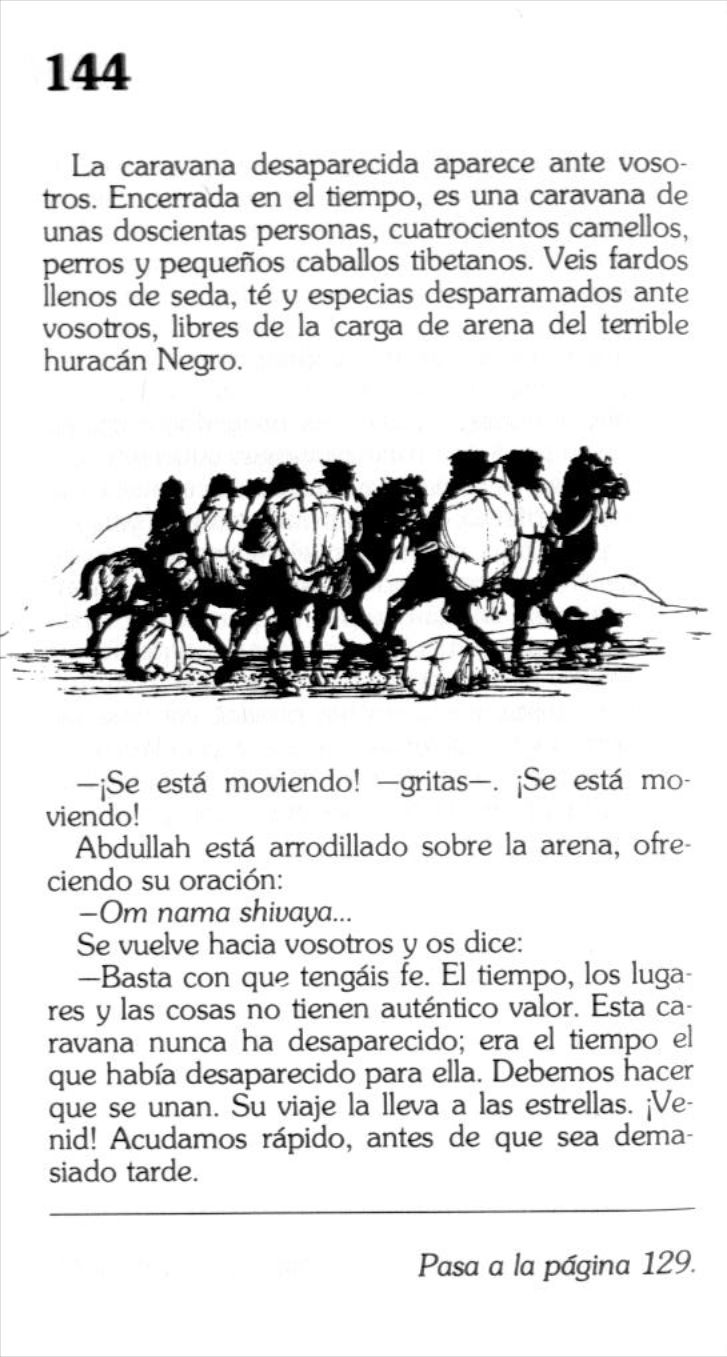 144
La caravana desaparecida aparece ante voso-
tros. Encerrada en el tiempo, es una caravana de
unas doscientas personas, cuatrocientos camellos,
perros y pequeños caballos tibetanos. Veis fardos
llenos de seda, té y especias desparramados ante
vosotros, libres de la carga de arena del terrible
huracán Negro.
—¡Se está moviendo! —gritas—. ¡Se está mo-
viendo!
Abdullah está arrodillado sobre la arena, ofre-
ciendo su oración:
—Om nama shivaya...
Se vuelve hacia vosotros y os dice:
—Basta con que tengáis fe. El tiempo, los luga-
res y las cosas no tienen auténtico valor. Esta ca-
ravana nunca ha desaparecido; era el tiempo el
que había desaparecido para ella. Debemos hacer
que se unan. Su viaje la lleva a las estrellas. ¡Ve-
nid! Acudamos rápido, antes de que sea dema-
siado tarde.
Pasa a la página 129.